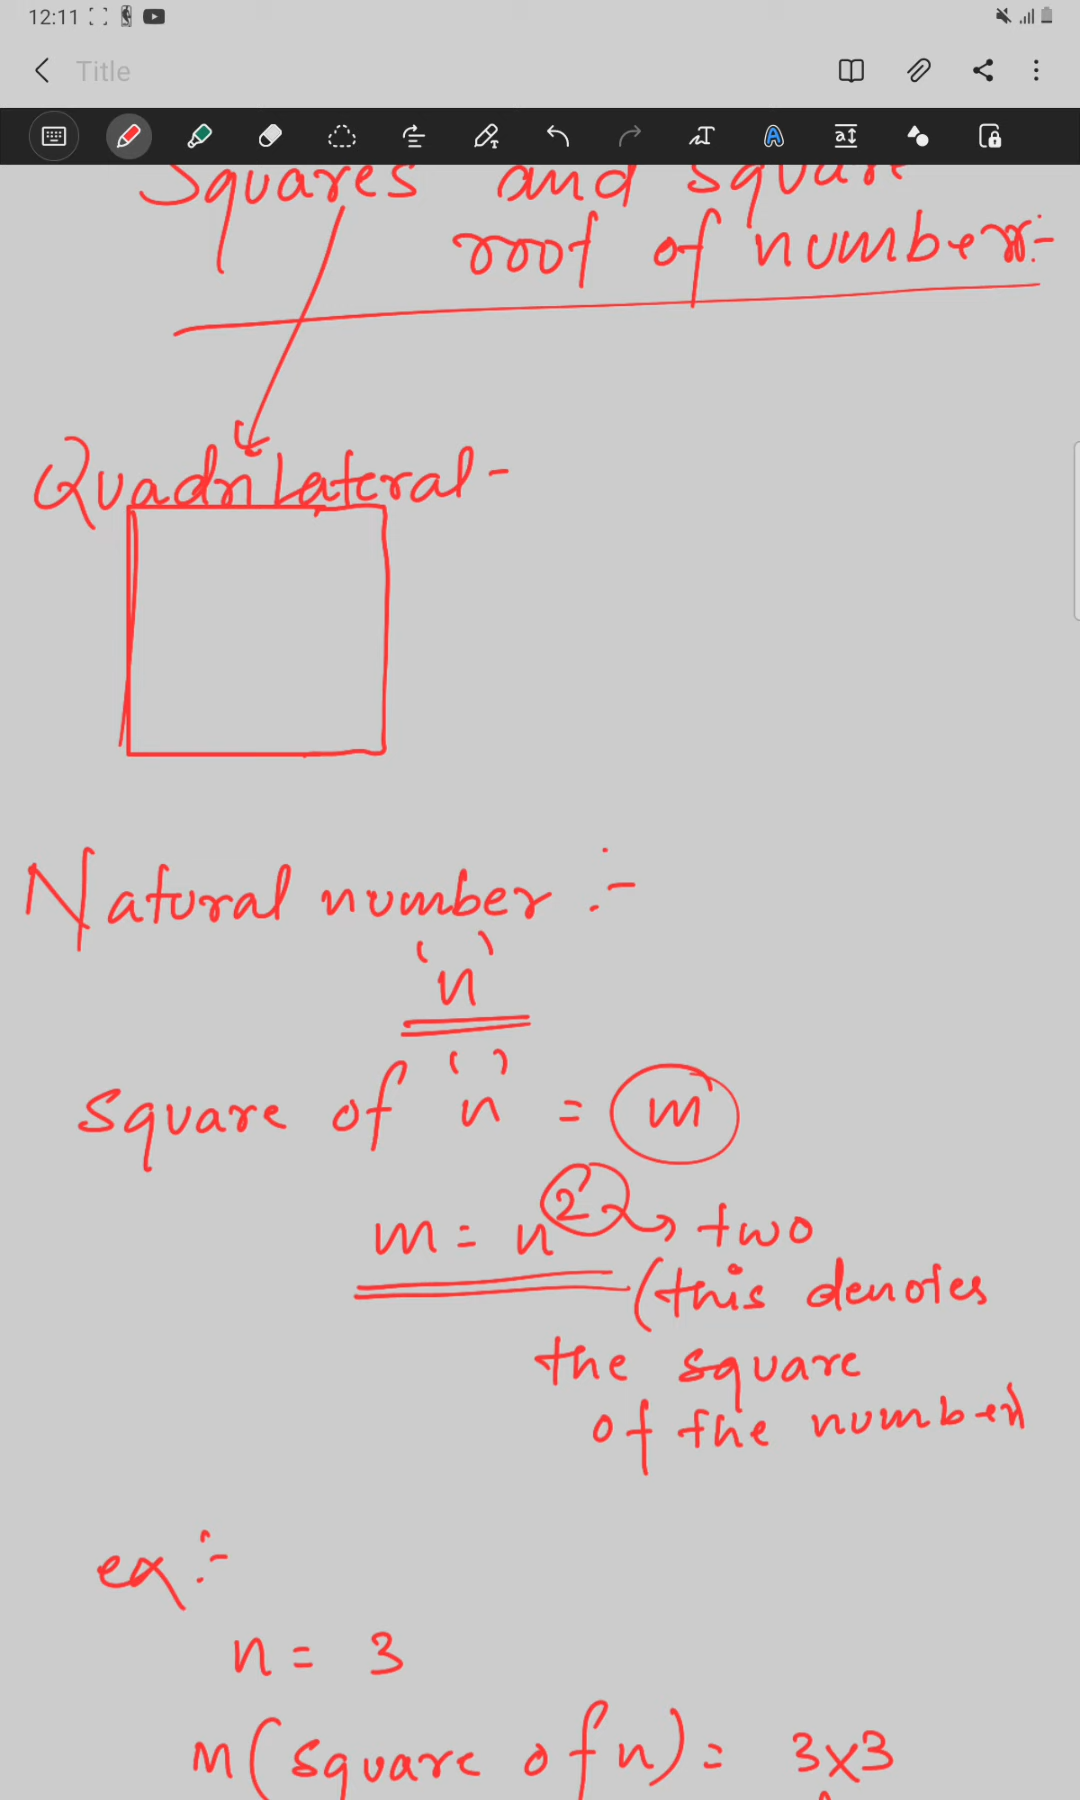 12:11
Title
Squares and square
root of numbers:-
Quadrilateral-
Natural number :-
'n'
square of 'n' = m
m = n² → two
(this denotes
the square
of the number)
ex :-
n = 3
m(square of n) = 3x3